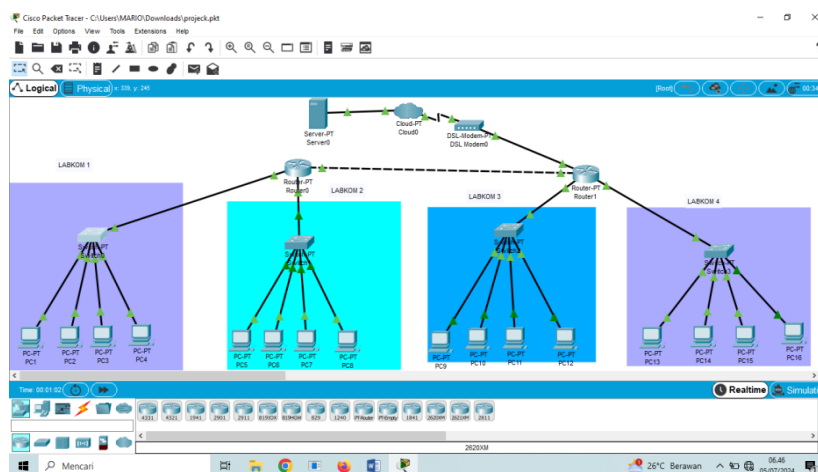 Cisco Packet Tracer - C:\Users\MARIO\Downloads\projeck.pkt
File Edit Options View Tools Extensions Help
Logical Physical x: 339, y: 245 [Root]
Server-PT
Server0
Cloud-PT
Cloud0
DSL-Modem-PT
DSL Modem0
LABKOM 1
Router-PT
Router0
LABKOM 2
Router-PT
Router1
LABKOM 3
LABKOM 4
Switch3
PC-PT
PC1
PC-PT
PC2
PC-PT
PC3
PC-PT
PC4
PC-PT
PC5
PC-PT
PC6
PC-PT
PC7
PC-PT
PC8
PC-PT
PC9
PC-PT
PC10
PC-PT
PC11
PC-PT
PC12
PC-PT
PC13
PC-PT
PC14
PC-PT
PC15
PC-PT
PC16
Time: 00:01:02 Realtime Simulat
4331 4321 1941 2901 2911 819IOX 819HGW 829 1240 PT-Router PT-Empty 1841 2620XM 2621XM 2811
2620XM
Mencari 26°C Berawan 06.46
05/07/2024